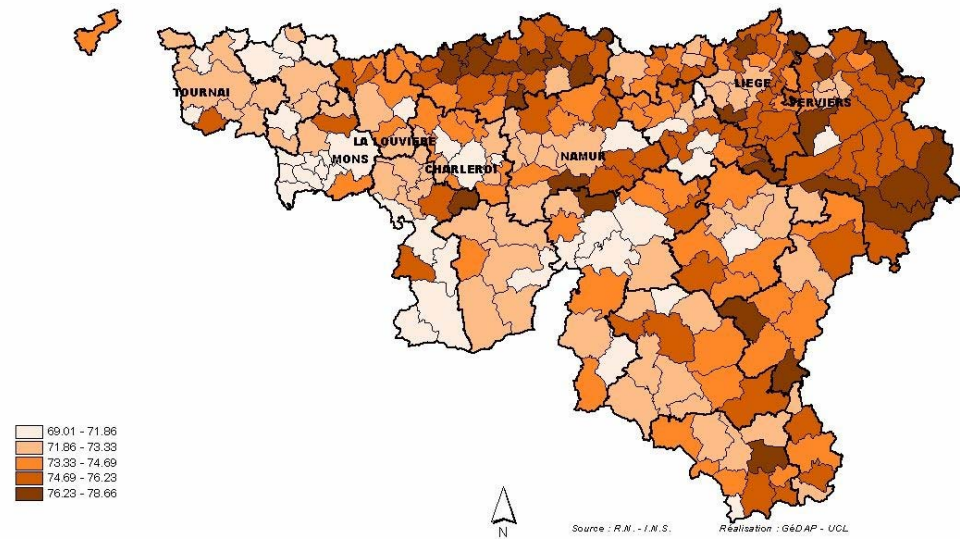 TOURNAI
LIEGE
VERVIERS
LA LOUVIERE
MONS
CHARLEROI
NAMUR
69.01 - 71.86
71.86 - 73.33
73.33 - 74.69
74.69 - 76.23
76.23 - 78.66
N
Source : R.N. - I.N.S.
Réalisation : GéDAP - UCL